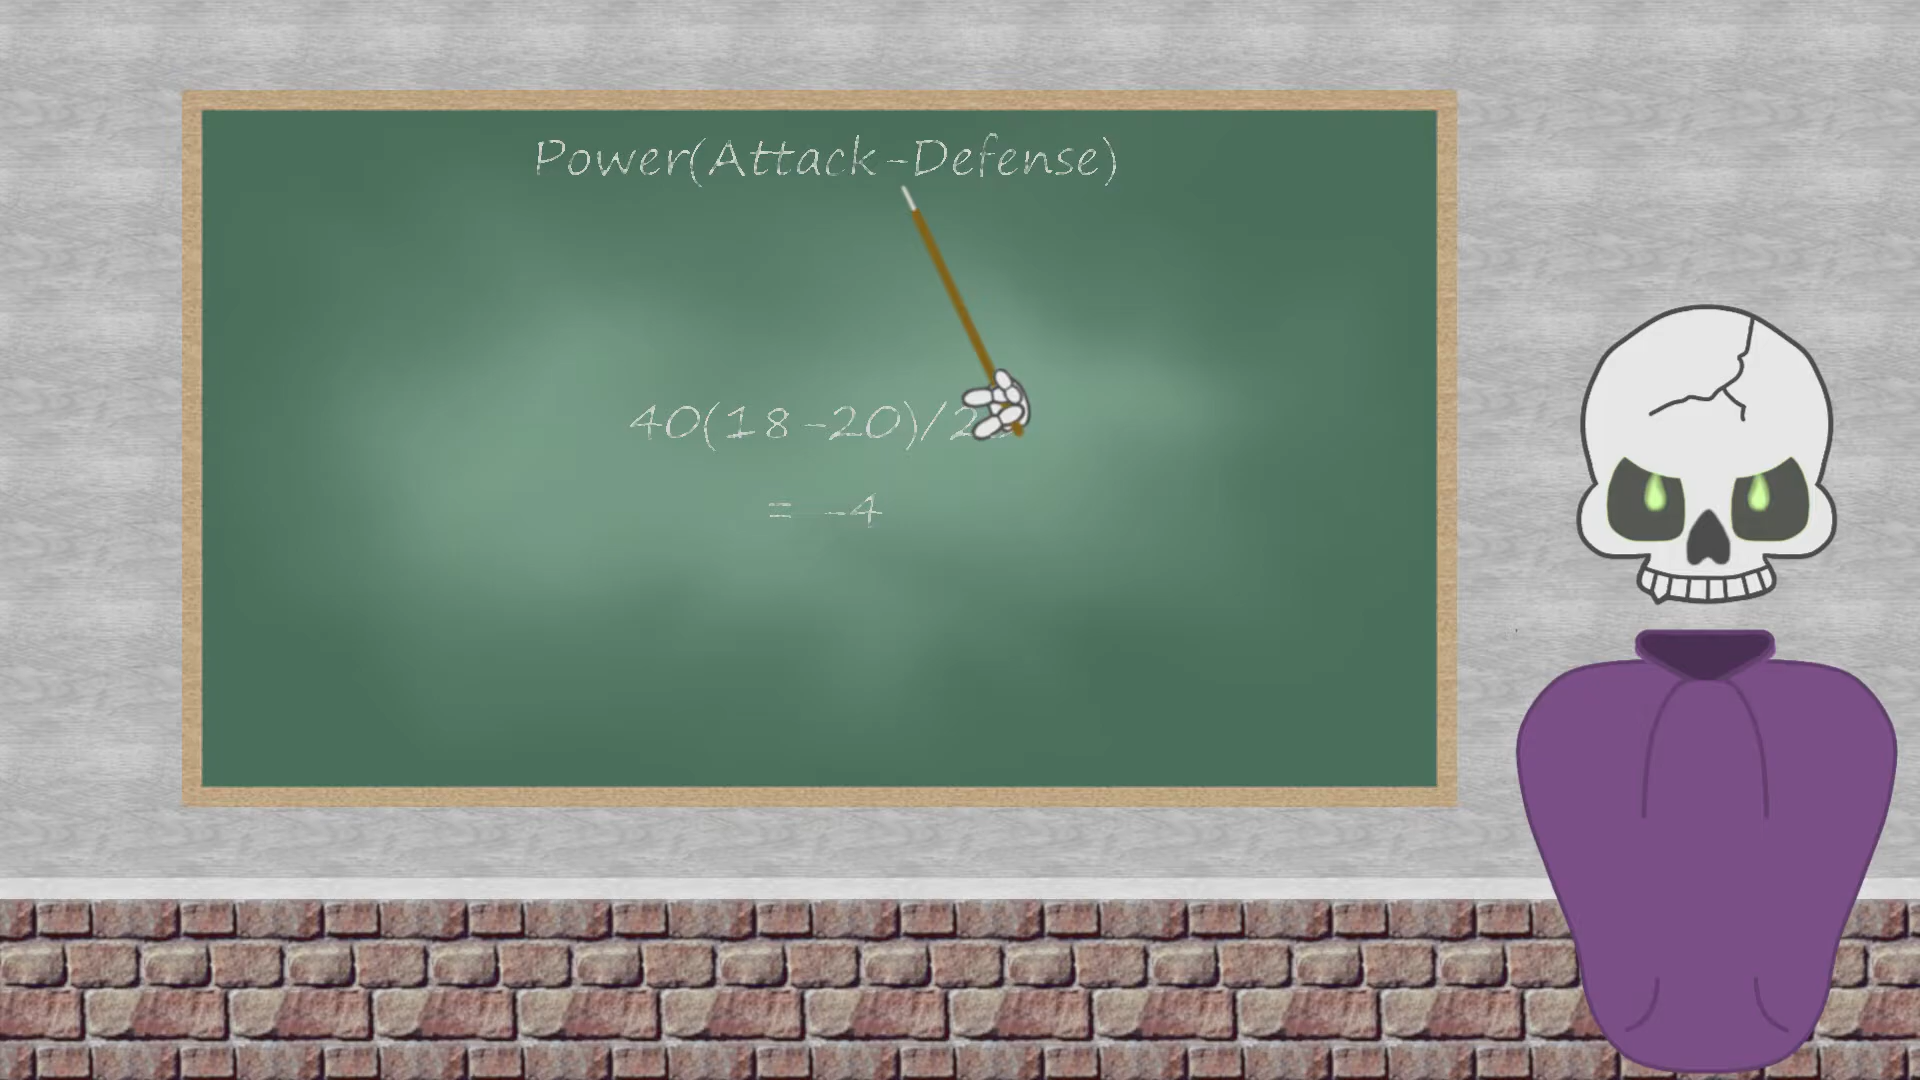 Power(Attack-Defense)
40(18-20)/2
= -4